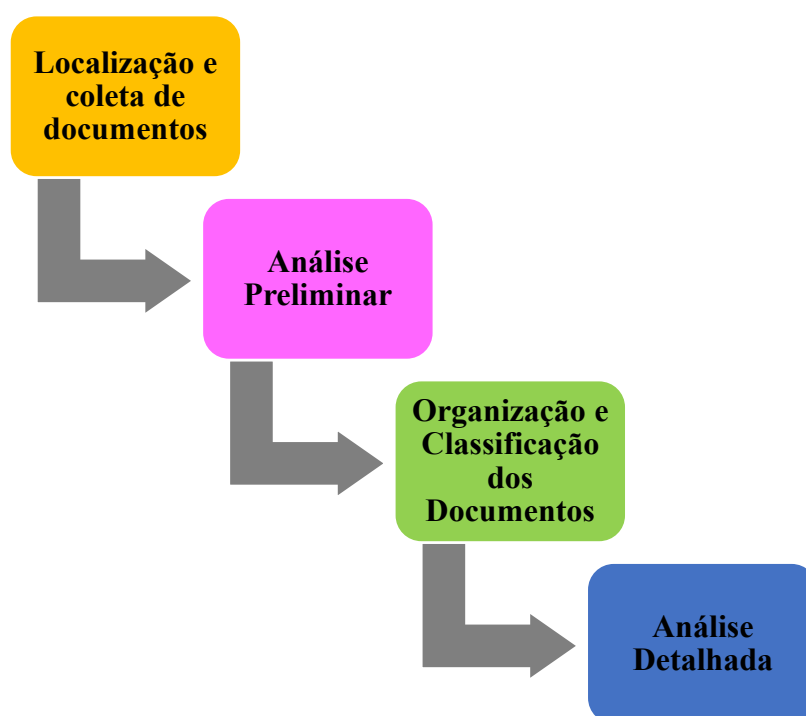 Localização e
coleta de
documentos
Análise
Preliminar
Organização e
Classificação
dos
Documentos
Análise
Detalhada